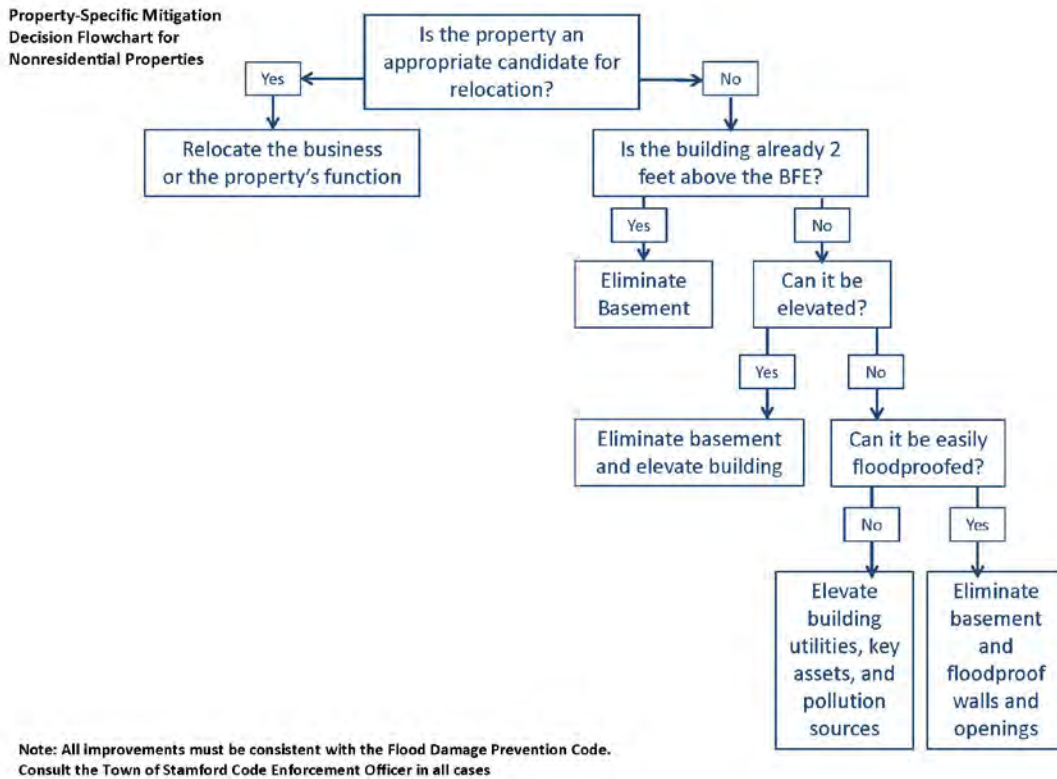 Property-Specific Mitigation
Decision Flowchart for
Nonresidential Properties
Is the property an
appropriate candidate for
relocation?
Yes
No
Relocate the business
or the property's function
Is the building already 2
feet above the BFE?
Yes
No
Eliminate
Basement
Can it be
elevated?
Yes
No
Eliminate basement
and elevate building
Can it be easily
floodproofed?
No
Yes
Elevate
building
utilities, key
assets, and
pollution
sources
Eliminate
basement
and
floodproof
walls and
openings
Note: All improvements must be consistent with the Flood Damage Prevention Code.
Consult the Town of Stamford Code Enforcement Officer in all cases